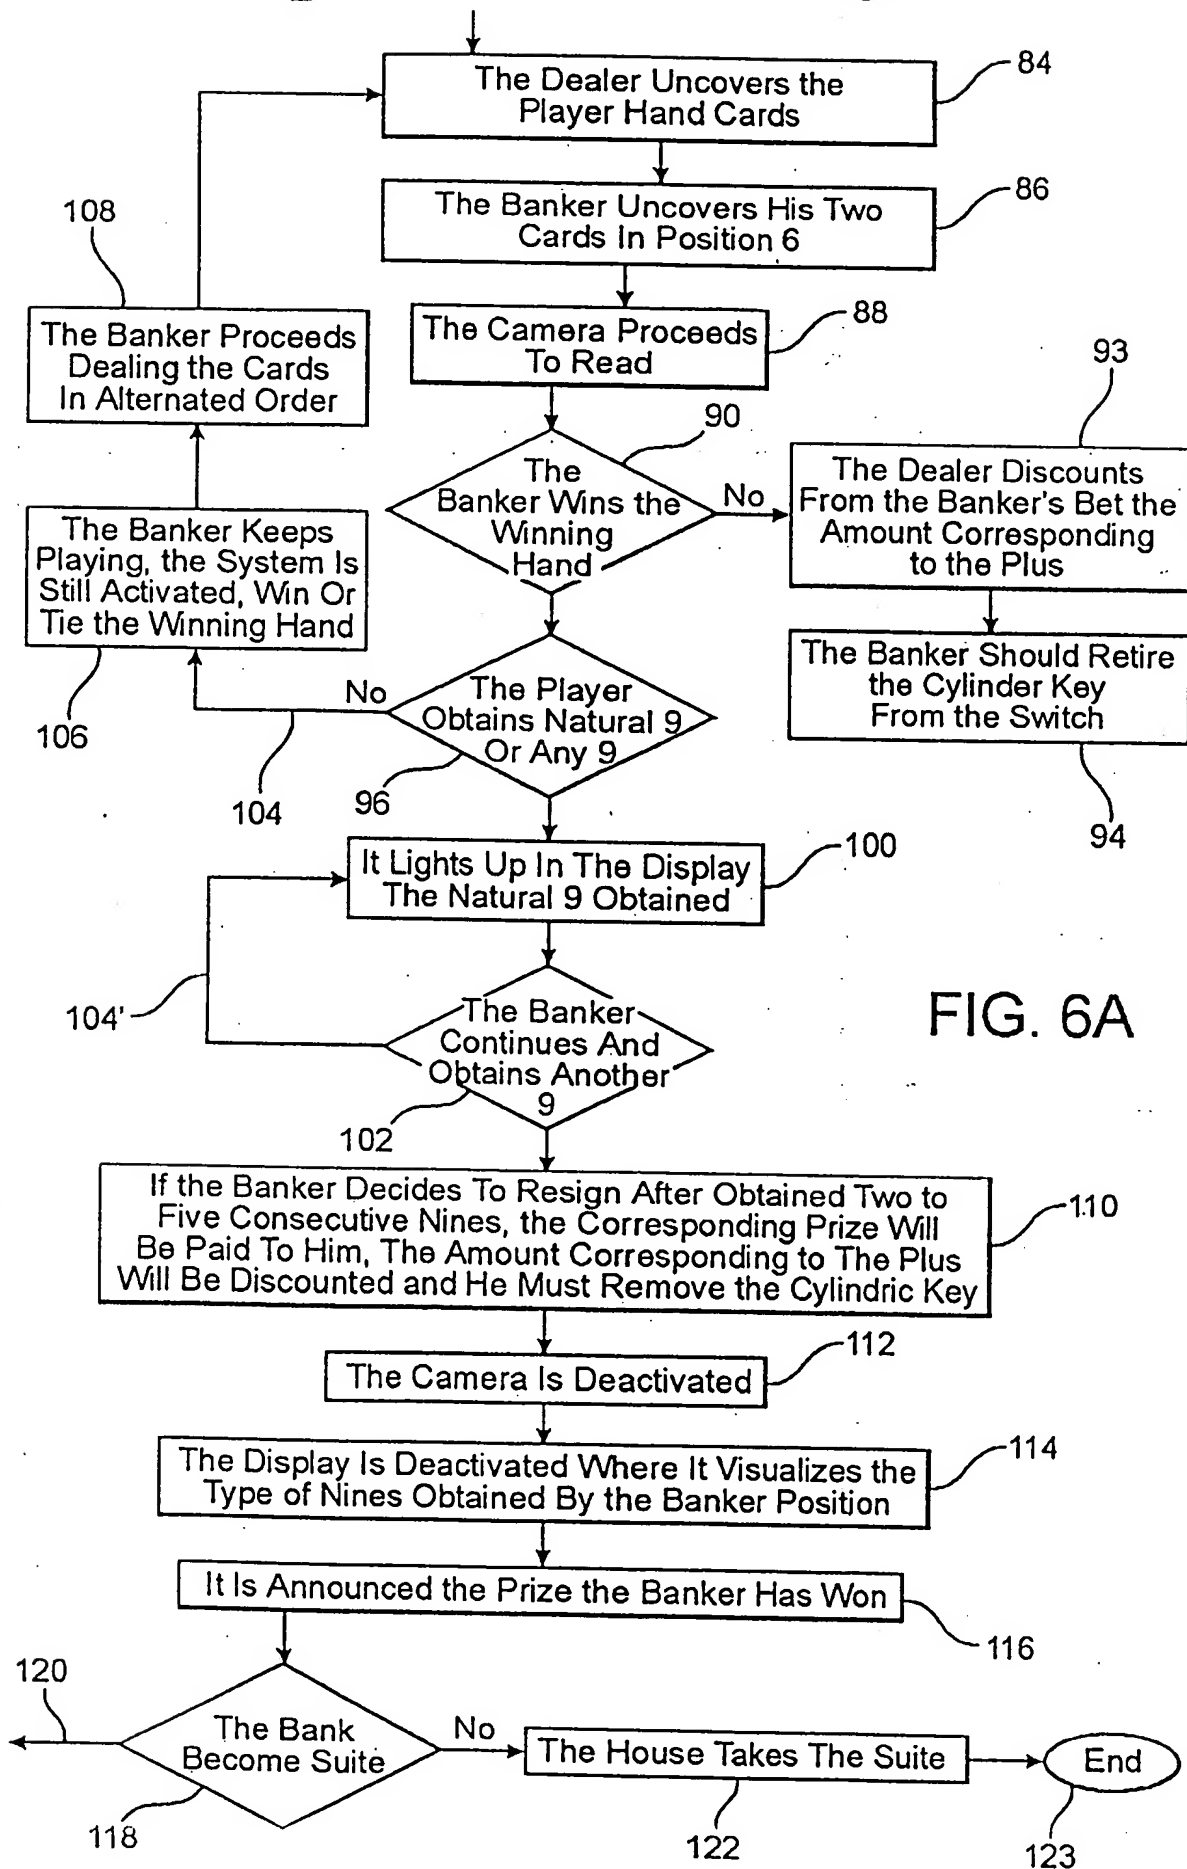 The Dealer Uncovers the
Player Hand Cards
84
The Banker Uncovers His Two
Cards In Position 6
86
108
The Banker Proceeds
Dealing the Cards
In Alternated Order
The Camera Proceeds
To Read
88
93
90
The
Banker Wins the
Winning
Hand
No
The Dealer Discounts
From the Banker's Bet the
Amount Corresponding
to the Plus
The Banker Keeps
Playing, the System Is
Still Activated, Win Or
Tie the Winning Hand
106
No
104
The Player
Obtains Natural 9
Or Any 9
96
The Banker Should Retire
the Cylinder Key
From the Switch
94
It Lights Up In The Display
The Natural 9 Obtained
100
104'
The Banker
Continues And
Obtains Another
9
102
FIG. 6A
If the Banker Decides To Resign After Obtained Two to
Five Consecutive Nines, the Corresponding Prize Will
Be Paid To Him, The Amount Corresponding to The Plus
Will Be Discounted and He Must Remove the Cylindric Key
110
The Camera Is Deactivated
112
The Display Is Deactivated Where It Visualizes the
Type of Nines Obtained By the Banker Position
114
It Is Announced the Prize the Banker Has Won
116
120
The Bank
Become Suite
118
No
The House Takes The Suite
122
End
123